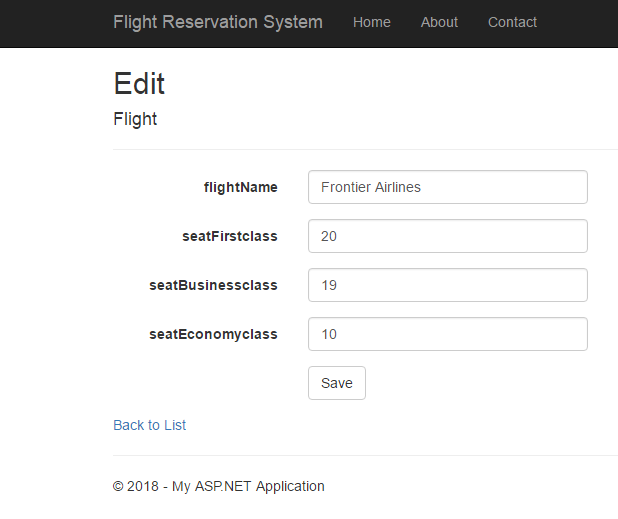 Flight Reservation System Home About Contact
Edit
Flight
flightName Frontier Airlines
seatFirstclass 20
seatBusinessclass 19
seatEconomyclass 10
Save
Back to List
© 2018 - My ASP.NET Application